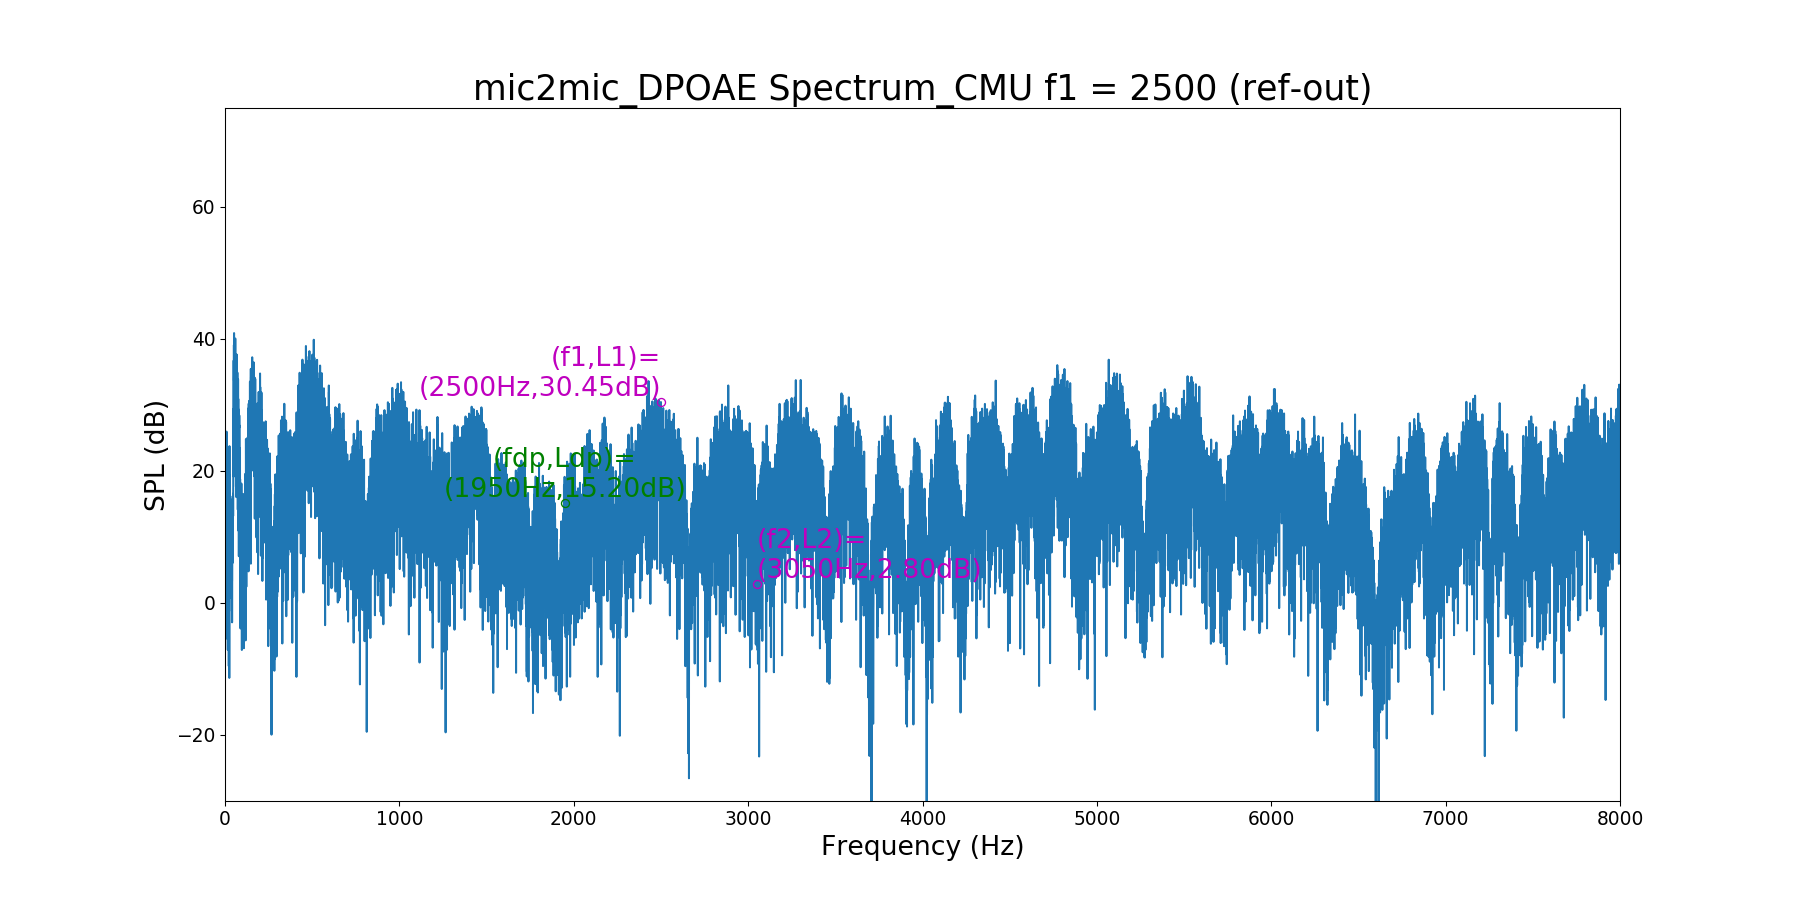 mic2mic_DPOAE Spectrum_CMU f1 = 2500 (ref-out)
60
40
20
0
−20
SPL (dB)
(f1,L1)=
(2500Hz,30.45dB)
(fdp,Ldp)=
(1950Hz,15.20dB)
(f2,L2)=
(3050Hz,2.80dB)
0 1000 2000 3000 4000 5000 6000 7000 8000
Frequency (Hz)